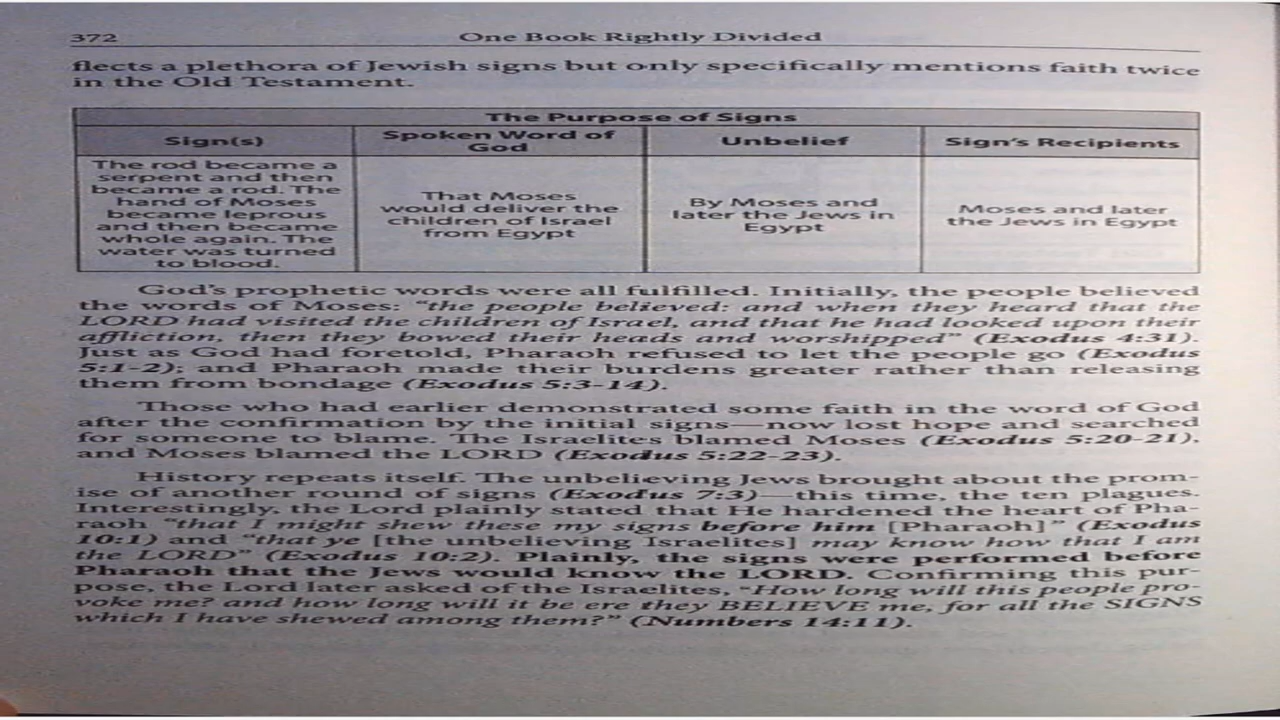 372
One Book Rightly Divided
flects a plethora of Jewish signs but only specifically mentions faith twice
in the Old Testament.
The Purpose of Signs
Sign(s)
Spoken Word of
God
Unbelief
Sign's Recipients
The rod became a
serpent and then
became a rod. The
hand of Moses
became leprous
and then became
whole again. The
water was turned
to blood.
That Moses
would deliver the
children of Israel
from Egypt
By Moses and
later the Jews in
Egypt
Moses and later
the Jews in Egypt
God's prophetic words were all fulfilled. Initially, the people believed
the words of Moses: "the people believed: and when they heard that the
LORD had visited the children of Israel, and that he had looked upon their
affliction, then they bowed their heads and worshipped" (Exodus 4:31).
Just as God had foretold, Pharaoh refused to let the people go (Exodus
5:1-2); and Pharaoh made their burdens greater rather than releasing
them from bondage (Exodus 5:3-14).
Those who had earlier demonstrated some faith in the word of God
after the confirmation by the initial signs—now lost hope and searched
for someone to blame. The Israelites blamed Moses (Exodus 5:20-21),
and Moses blamed the LORD (Exodus 5:22-23).
History repeats itself. The unbelieving Jews brought about the prom-
ise of another round of signs (Exodus 7:3)—this time, the ten plagues.
Interestingly, the Lord plainly stated that He hardened the heart of Pha-
raoh "that I might shew these my signs before him [Pharaoh]" (Exodus
10:1) and "that ye [the unbelieving Israelites] may know how that I am
the LORD" (Exodus 10:2). Plainly, the signs were performed before
Pharaoh that the Jews would know the LORD. Confirming this pur-
pose, the Lord later asked of the Israelites, "How long will this people pro-
voke me? and how long will it be ere they BELIEVE me, for all the SIGNS
which I have shewed among them?" (Numbers 14:11).